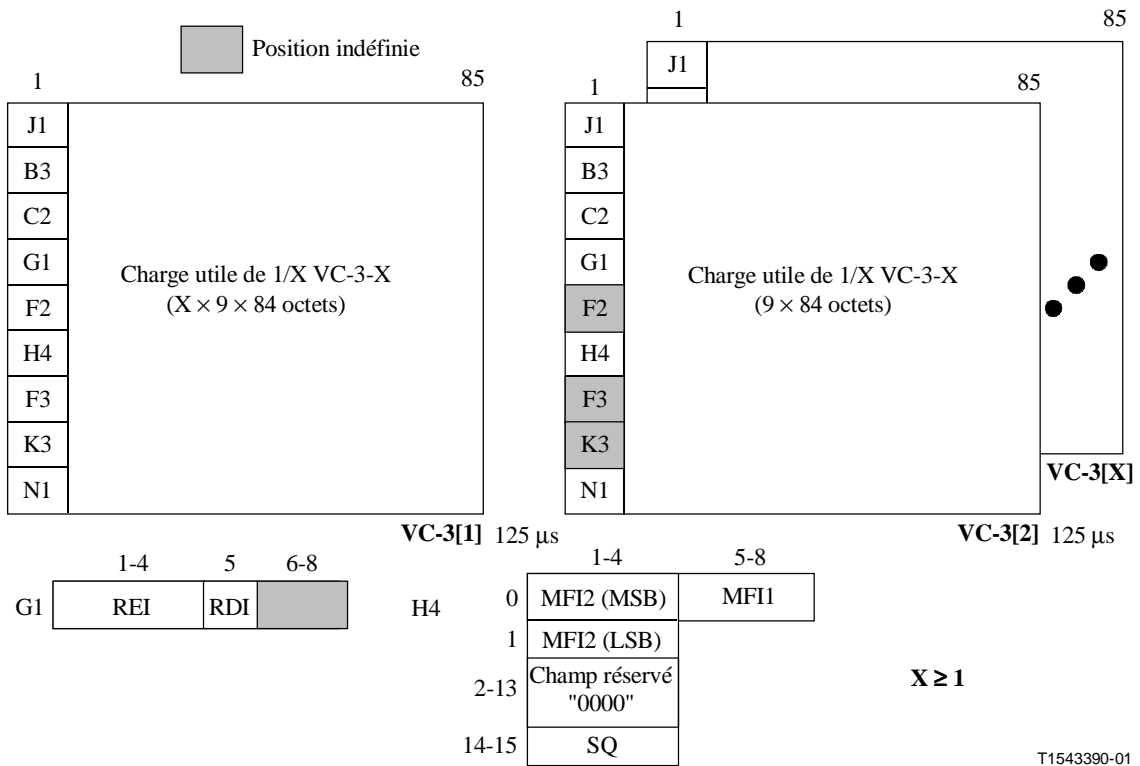 Position indéfinie
1
85
J1
B3
C2
G1
F2
H4
F3
K3
N1
Charge utile de 1/X VC-3-X
(X × 9 × 84 octets)
VC-3[1] 125 µs
1
85
J1
VC-3[X]
1
85
J1
B3
C2
G1
F2
H4
F3
K3
N1
Charge utile de 1/X VC-3-X
(9 × 84 octets)
VC-3[2] 125 µs
1-4 5 6-8
G1 REI RDI
1-4 5-8
H4 0 MFI2 (MSB) MFI1
1 MFI2 (LSB)
2-13 Champ réservé
"0000"
14-15 SQ
X ≥ 1
T1543390-01